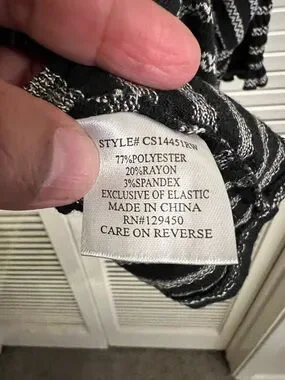 STYLE# CS14451RW
77%POLYESTER
20%RAYON
3%SPANDEX
EXCLUSIVE OF ELASTIC
MADE IN CHINA
RN#129450
CARE ON REVERSE